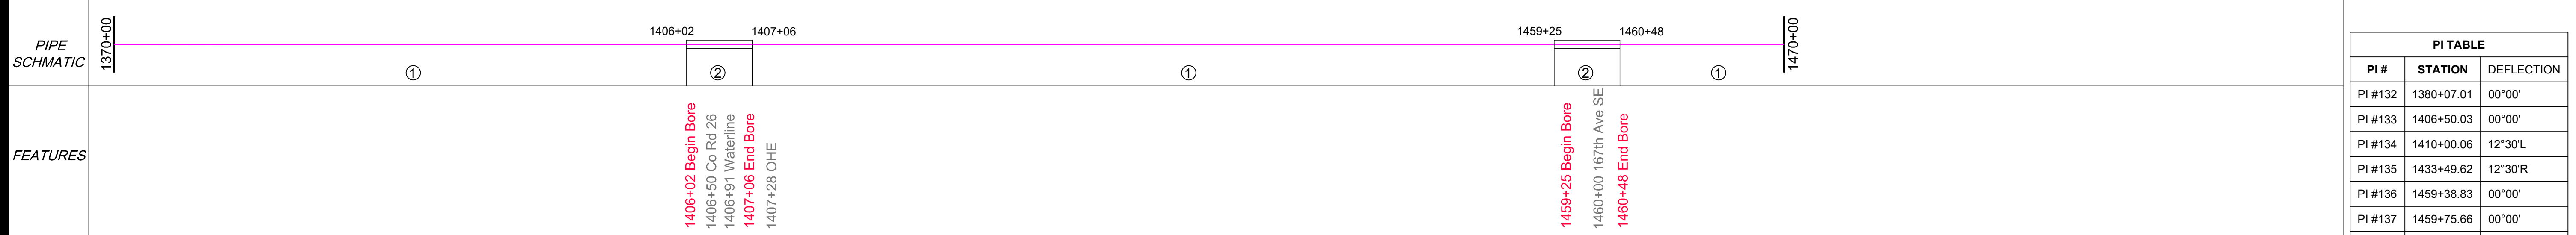 PIPE
SCHMATIC
1370+00
1406+02
1407+06
1459+25
1460+48
1470+00
①
②
①
②
①
FEATURES
1406+02 Begin Bore
1406+50 Co Rd 26
1406+91 Waterline
1407+06 End Bore
1407+28 OHE
1459+25 Begin Bore
1460+00 167th Ave SE
1460+48 End Bore
PI TABLE
PI # STATION DEFLECTION
PI #132 1380+07.01 00°00'
PI #133 1406+50.03 00°00'
PI #134 1410+00.06 12°30'L
PI #135 1433+49.62 12°30'R
PI #136 1459+38.83 00°00'
PI #137 1459+75.66 00°00'